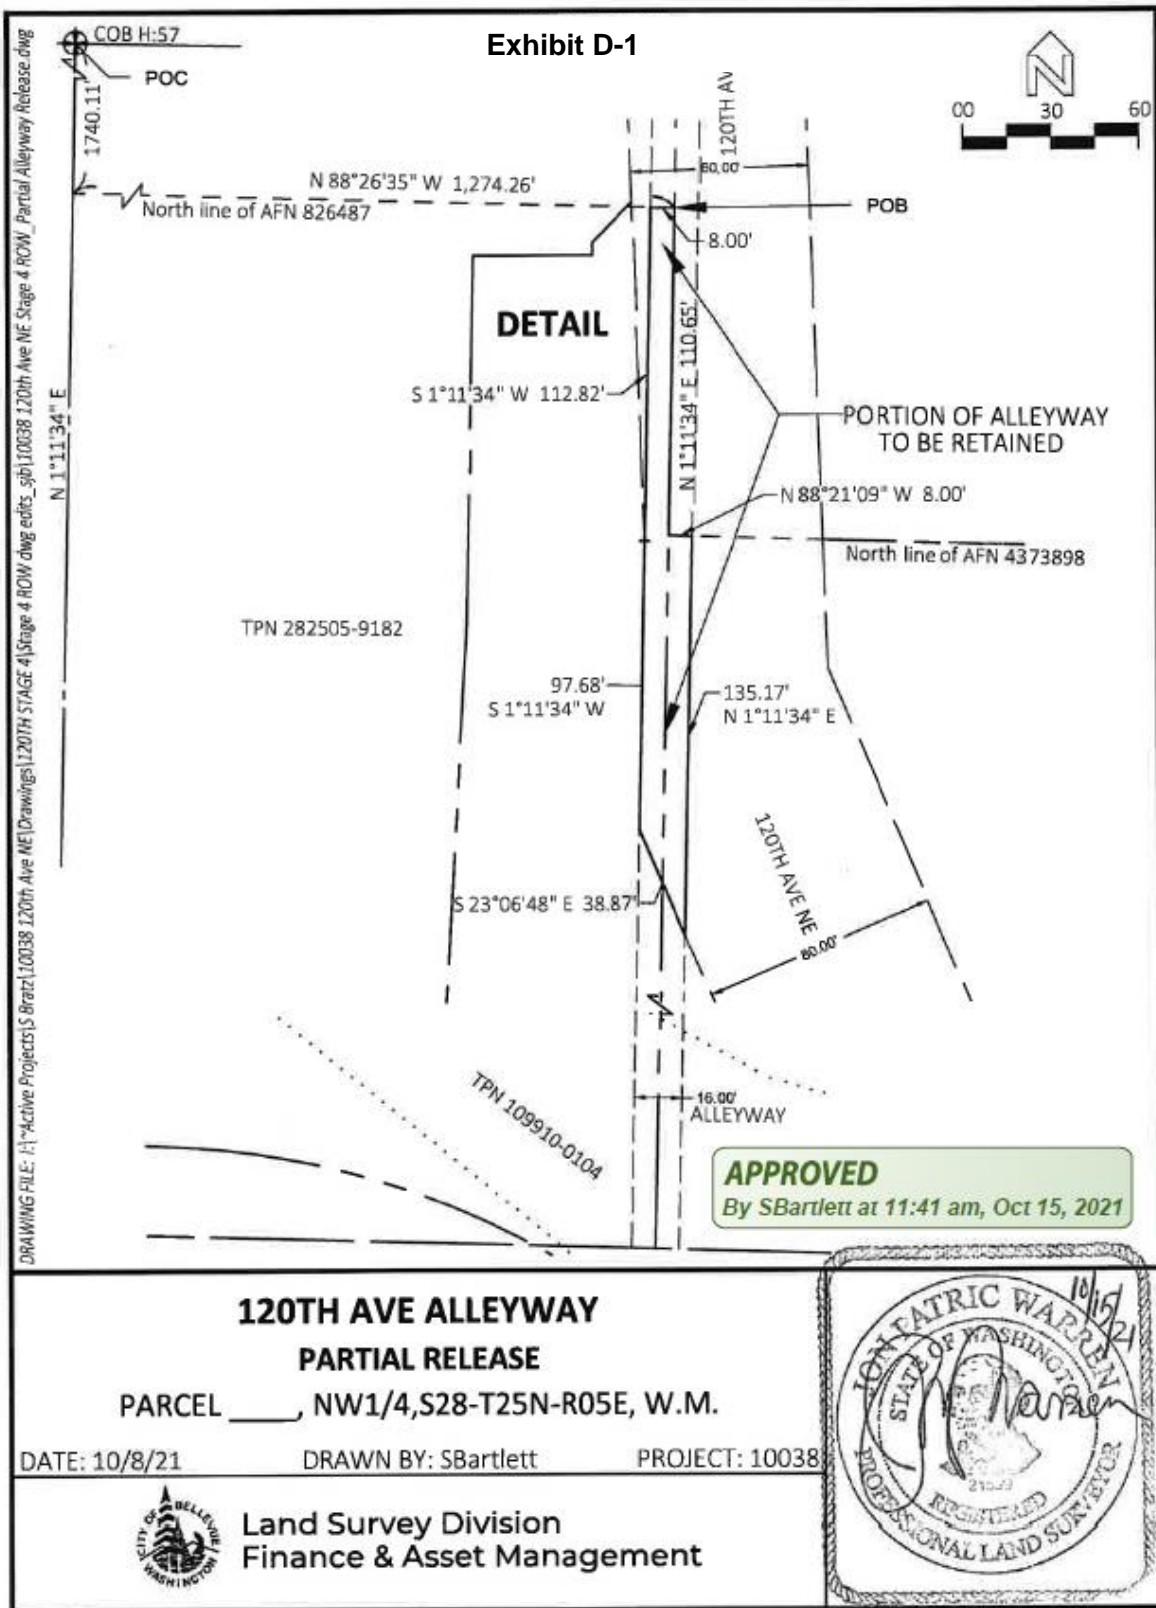 Exhibit D-1
COB H:57
POC
1740.11'
N 1°11'34" E
N 88°26'35" W 1,274.26'
North line of AFN 826487
120TH AV
60.00'
00 30 60
N
POB
8.00'
DETAIL
S 1°11'34" W 112.82'
N 1°11'34" E 110.65'
PORTION OF ALLEYWAY
TO BE RETAINED
N 88°21'09" W 8.00'
North line of AFN 4373898
TPN 282505-9182
97.68'
S 1°11'34" W
135.17'
N 1°11'34" E
120TH AVE NE
80.00'
S 23°06'48" E 38.87'
16.00'
ALLEYWAY
TPN 109910-0104
APPROVED
By SBartlett at 11:41 am, Oct 15, 2021
DRAWING FILE: I:\~Active Projects\S Bratz\10038 120th Ave NE\Drawings\120TH STAGE 4\Stage 4 ROW dwg edits_sjb\10038 120th Ave NE Stage 4 ROW_Partial Alleyway Release.dwg
120TH AVE ALLEYWAY
PARTIAL RELEASE
PARCEL ____, NW1/4,S28-T25N-R05E, W.M.
DATE: 10/8/21 DRAWN BY: SBartlett PROJECT: 10038
CITY OF BELLEVUE
WASHINGTON
Land Survey Division
Finance & Asset Management
10/15/21
JON PATRIC WARREN
STATE OF WASHINGTON
REGISTERED
PROFESSIONAL LAND SURVEYOR